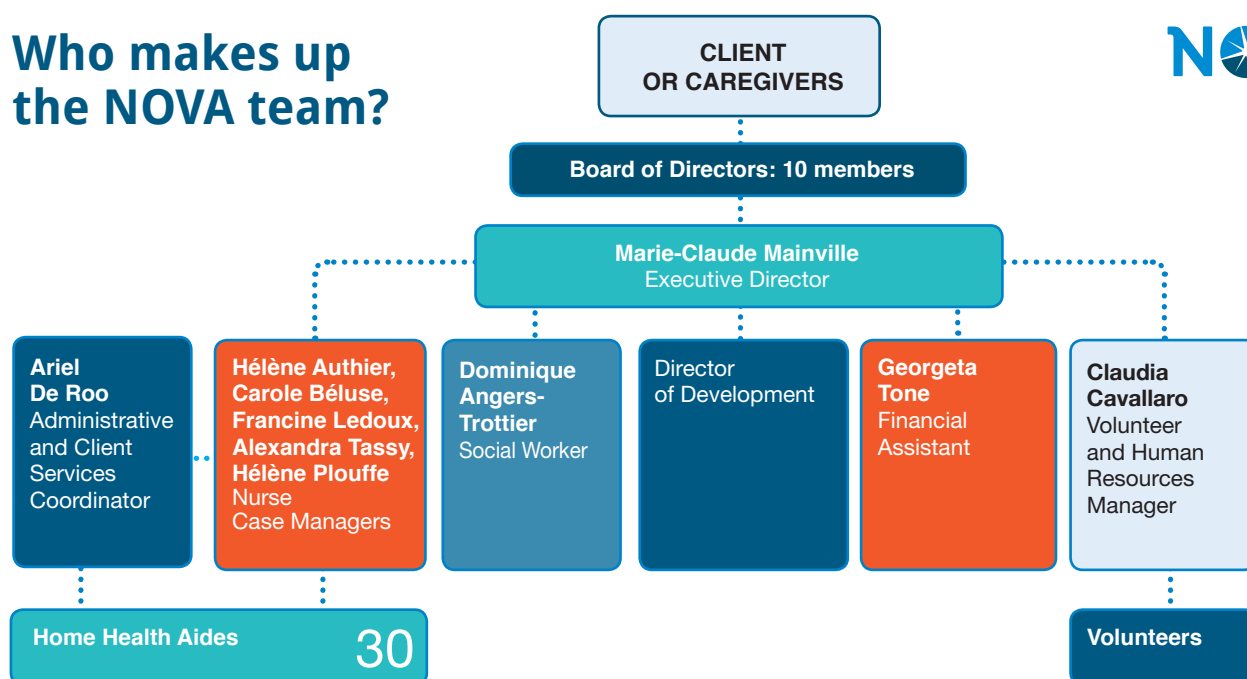 Who makes up
the NOVA team?
CLIENT
OR CAREGIVERS
Board of Directors: 10 members
Marie-Claude Mainville
Executive Director
Ariel
De Roo
Administrative
and Client
Services
Coordinator
Hélène Authier,
Carole Béluse,
Francine Ledoux,
Alexandra Tassy,
Hélène Plouffe
Nurse
Case Managers
Dominique
Angers-
Trottier
Social Worker
Director
of Development
Georgeta
Tone
Financial
Assistant
Claudia
Cavallaro
Volunteer
and Human
Resources
Manager
Home Health Aides
30
Volunteers